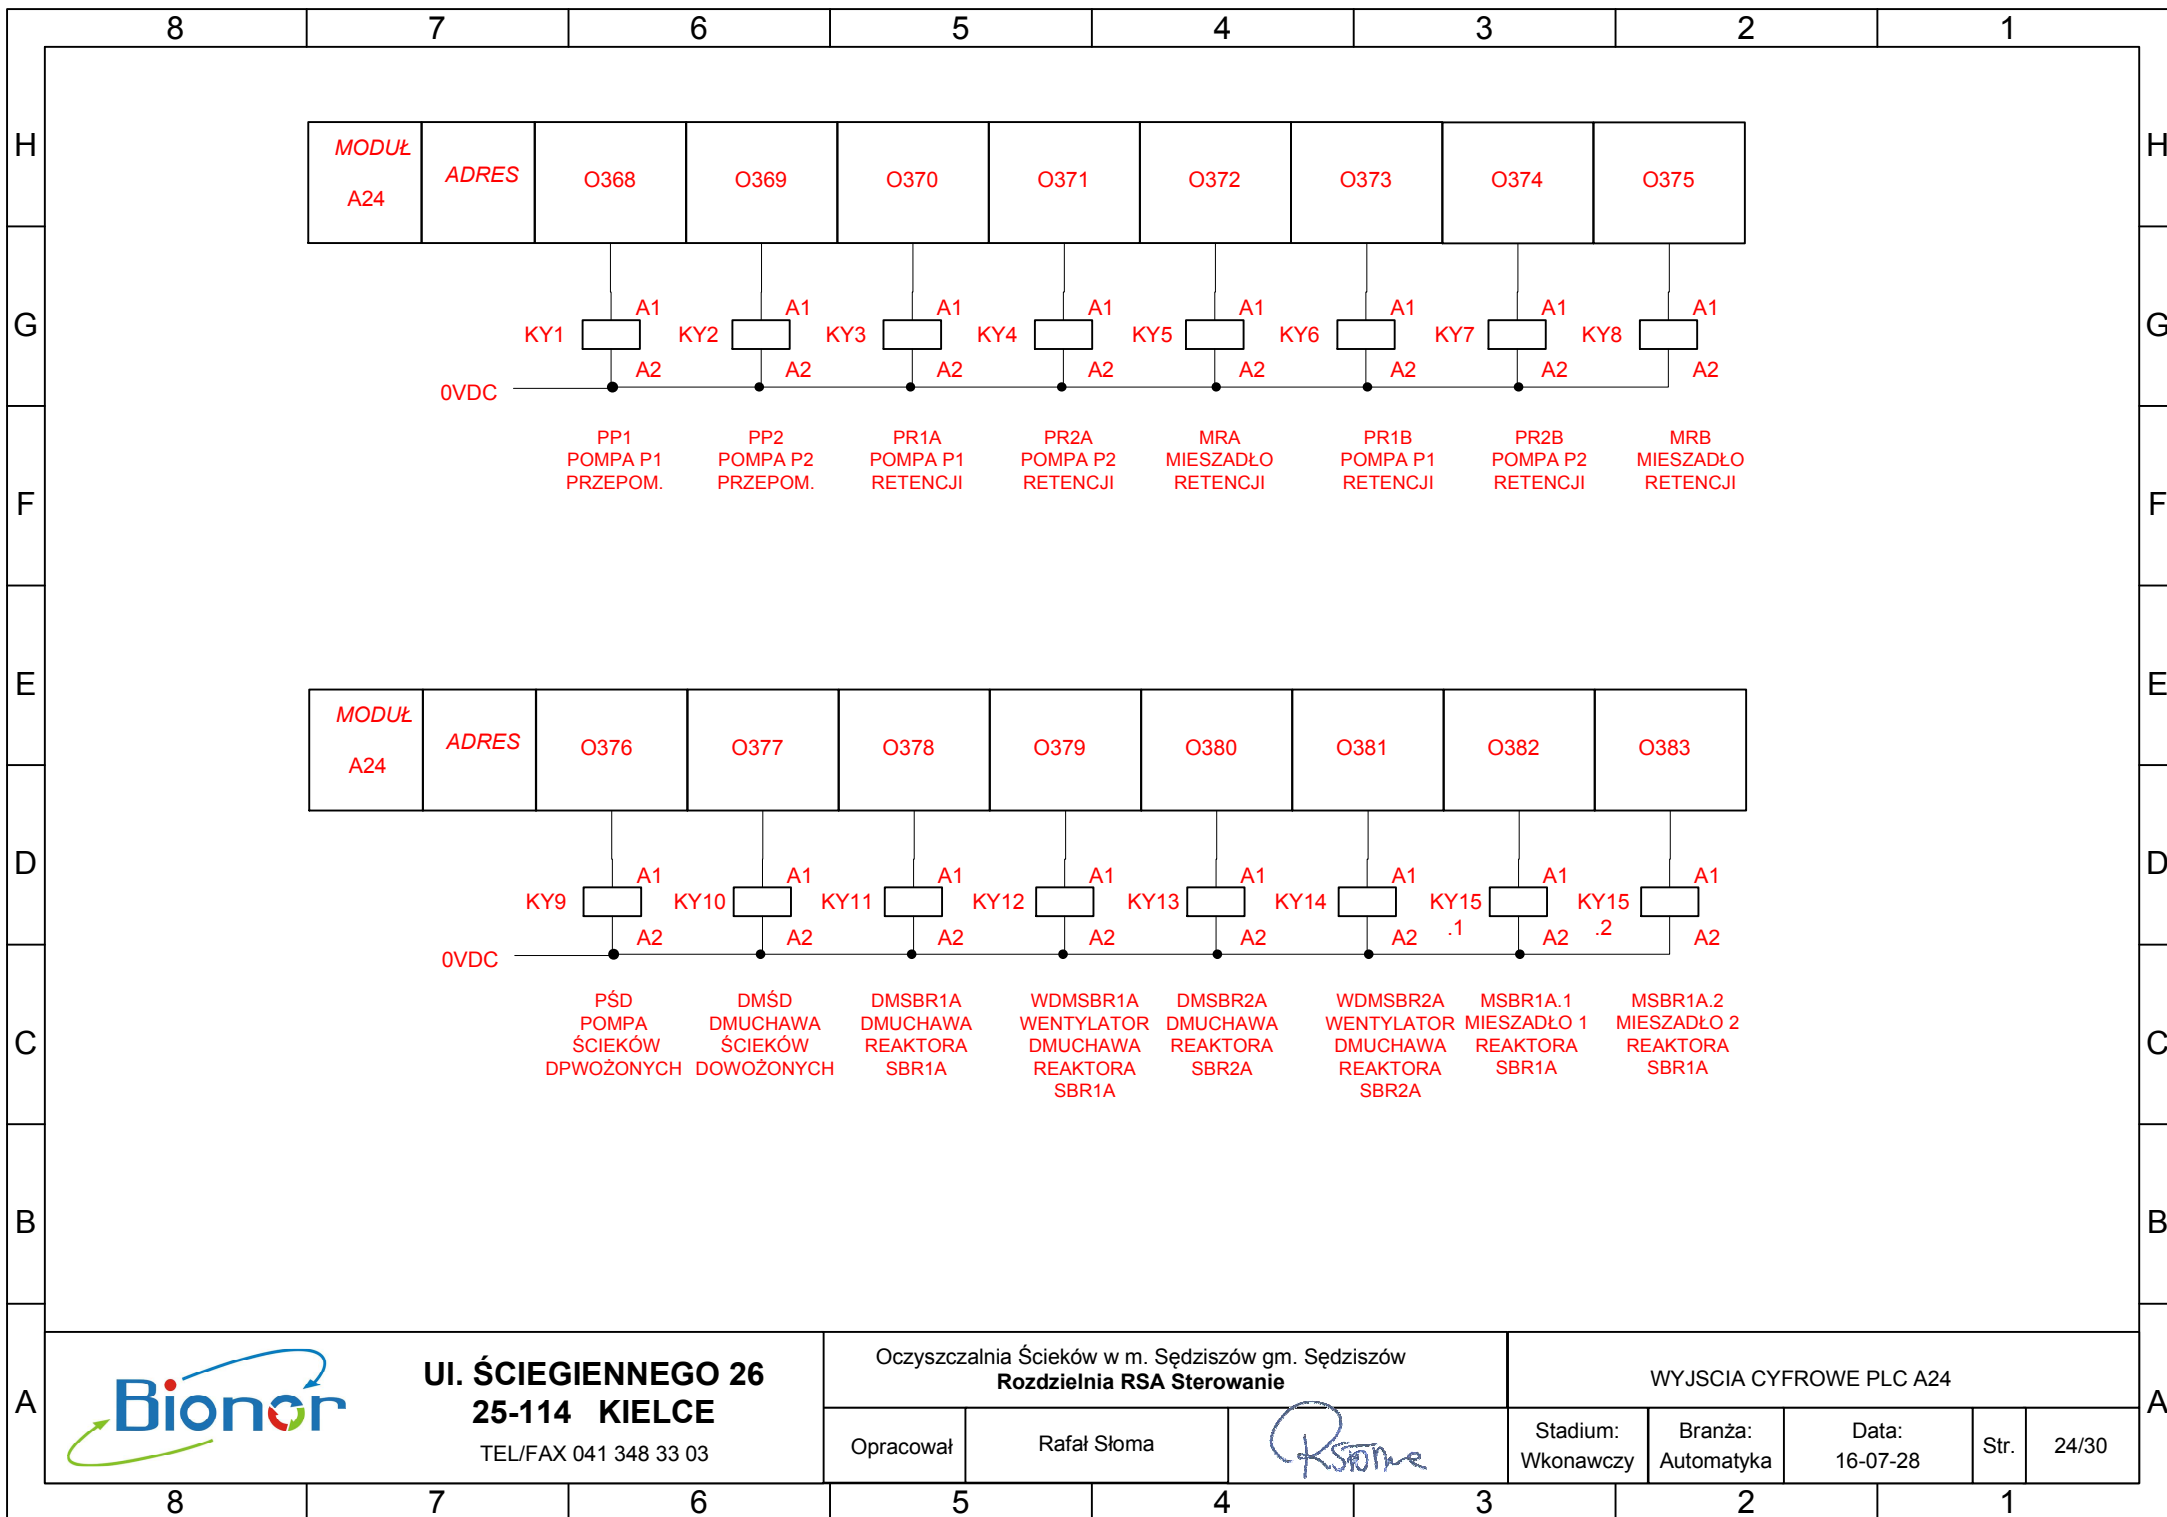 8 7 6 5 4 3 2 1
H H
MODUŁ
A24
ADRES
O368 O369 O370 O371 O372 O373 O374 O375
G G
A1 A1 A1 A1 A1 A1 A1 A1
KY1 KY2 KY3 KY4 KY5 KY6 KY7 KY8
A2 A2 A2 A2 A2 A2 A2 A2
0VDC
PP1
POMPA P1
PRZEPOM.
PP2
POMPA P2
PRZEPOM.
PR1A
POMPA P1
RETENCJI
PR2A
POMPA P2
RETENCJI
MRA
MIESZADŁO
RETENCJI
PR1B
POMPA P1
RETENCJI
PR2B
POMPA P2
RETENCJI
MRB
MIESZADŁO
RETENCJI
F F
E E
MODUŁ
A24
ADRES
O376 O377 O378 O379 O380 O381 O382 O383
D D
A1 A1 A1 A1 A1 A1 A1 A1
KY9 KY10 KY11 KY12 KY13 KY14 KY15 KY15
.1 .2
A2 A2 A2 A2 A2 A2 A2 A2
0VDC
PŚD
POMPA
ŚCIEKÓW
DPWOŻONYCH
DMŚD
DMUCHAWA
ŚCIEKÓW
DOWOŻONYCH
DMSBR1A
DMUCHAWA
REAKTORA
SBR1A
WDMSBR1A
WENTYLATOR
DMUCHAWA
REAKTORA
SBR1A
DMSBR2A
DMUCHAWA
REAKTORA
SBR2A
WDMSBR2A
WENTYLATOR
DMUCHAWA
REAKTORA
SBR2A
MSBR1A.1
MIESZADŁO 1
REAKTORA
SBR1A
MSBR1A.2
MIESZADŁO 2
REAKTORA
SBR1A
C C
B B
A A
Bionor
Ul. ŚCIEGIENNEGO 26
25-114 KIELCE
TEL/FAX 041 348 33 03
Oczyszczalnia Ścieków w m. Sędziszów gm. Sędziszów
Rozdzielnia RSA Sterowanie
Opracował
Rafał Słoma
RSłoma
WYJSCIA CYFROWE PLC A24
Stadium:
Wkonawczy
Branża:
Automatyka
Data:
16-07-28
Str.
24/30
8 7 6 5 4 3 2 1